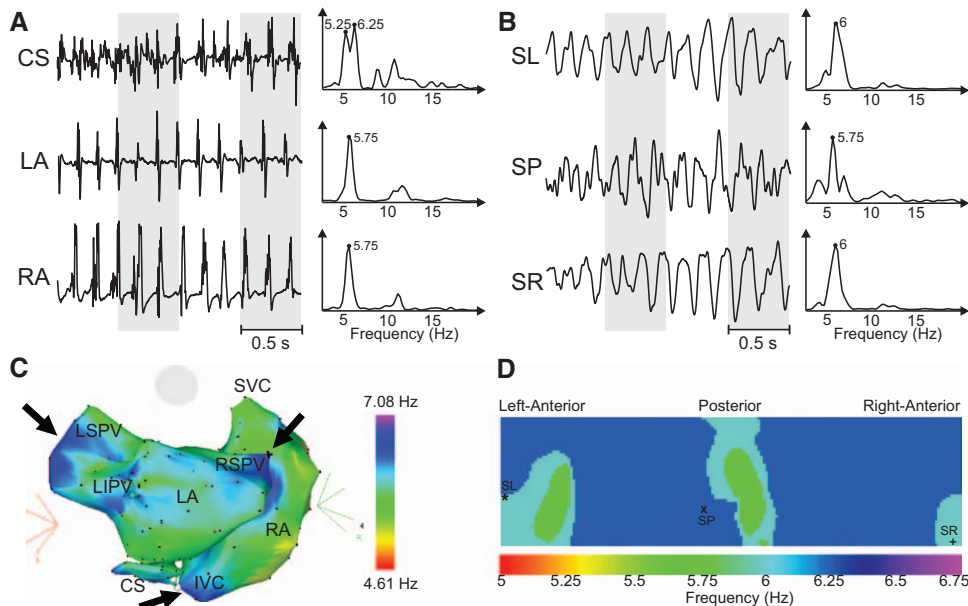 A
CS
5.25 6.25
5 10 15
LA
5.75
5 10 15
RA
5.75
5 10 15
Frequency (Hz)
0.5 s
B
SL
6
5 10 15
SP
5.75
5 10 15
SR
6
5 10 15
Frequency (Hz)
0.5 s
C
SVC
7.08 Hz
LSPV
RSPV
LIPV
LA
RA
CS
IVC
4.61 Hz
R
D
Left-Anterior Posterior Right-Anterior
SL
*
x
SP
SR
+
5 5.25 5.5 5.75 6 6.25 6.5 6.75
Frequency (Hz)